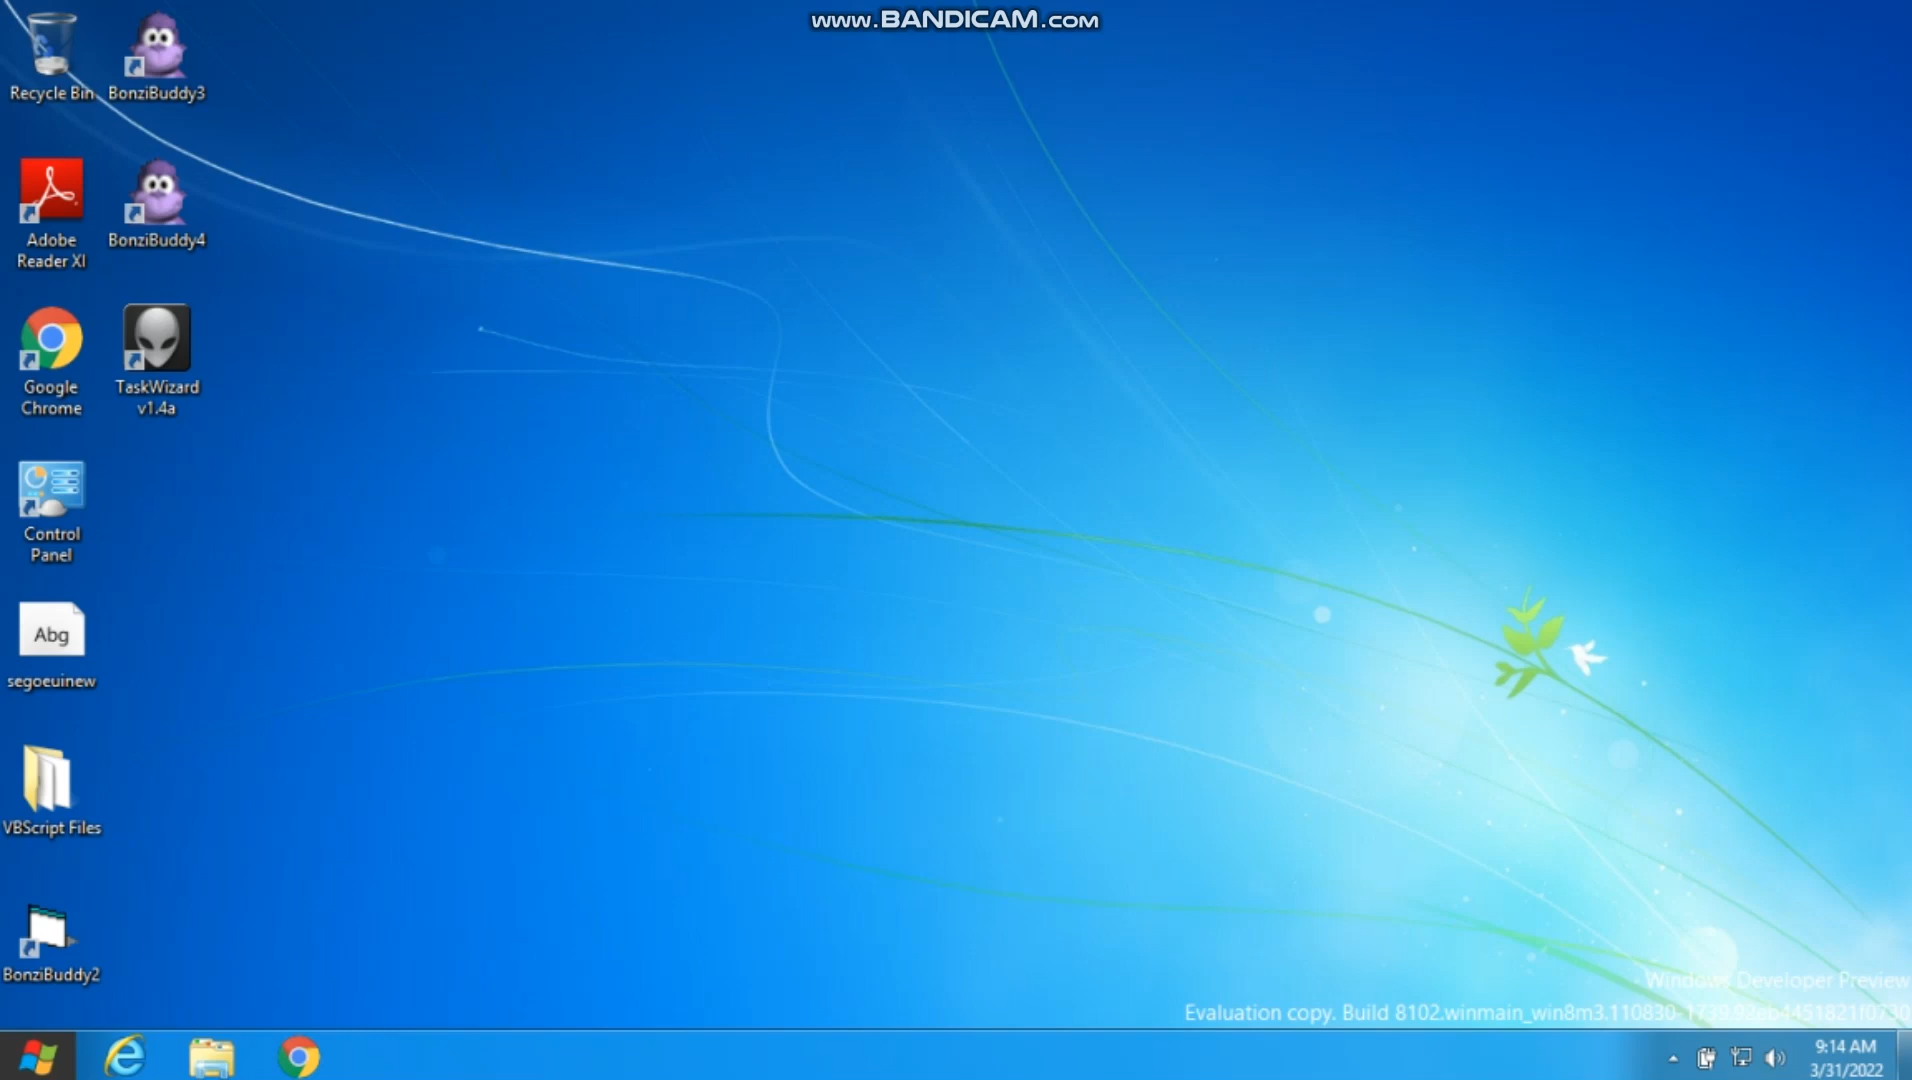 www.BANDICAM.com
Recycle Bin
BonziBuddy3
Adobe
Reader XI
BonziBuddy4
Google
Chrome
TaskWizard
v1.4a
Control
Panel
Abg
segoeuinew
VBScript Files
BonziBuddy2
Windows Developer Preview
Evaluation copy. Build 8102.winmain_win8m3.110830-1739.92eb4451821f0730
9:14 AM
3/31/2022